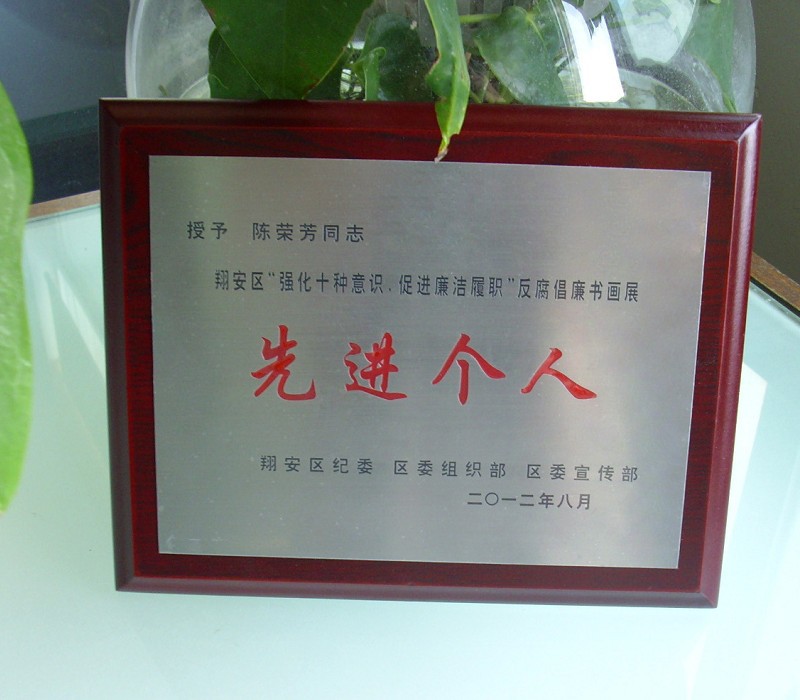 授予 陈荣芳同志
翔安区“强化十种意识,促进廉洁履职”反腐倡廉书画展
先进个人
翔安区纪委 区委组织部 区委宣传部
二〇一二年八月